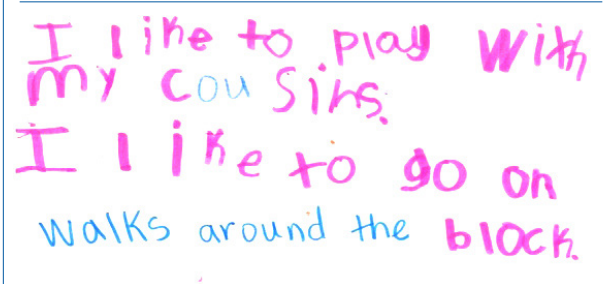 I like to play with
my cousins.
I like to go on
walks around the block.